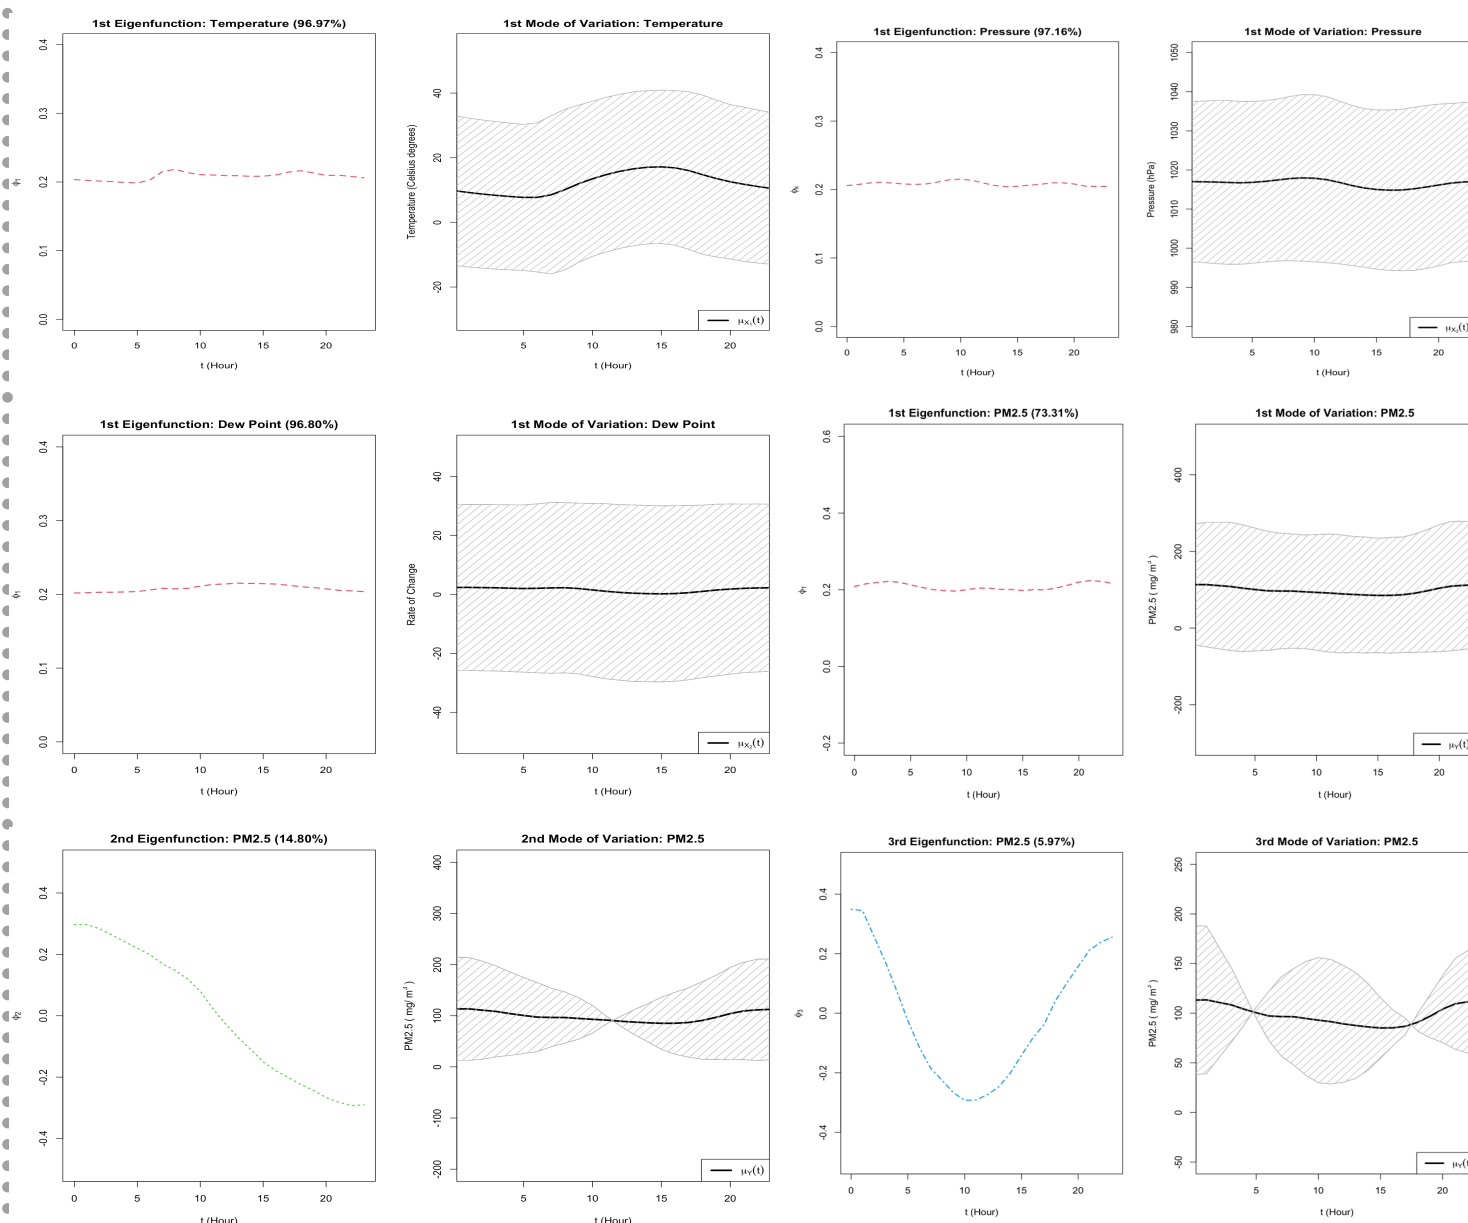 1st Eigenfunction: Temperature (96.97%)
0.4
0.3
0.2
0.1
0.0
ϕ1
0 5 10 15 20
t (Hour)
1st Mode of Variation: Temperature
40
20
0
-20
Temperature (Celsius degrees)
μX1(t)
5 10 15 20
t (Hour)
1st Eigenfunction: Pressure (97.16%)
0.4
0.3
0.2
0.1
0.0
ϕk
0 5 10 15 20
t (Hour)
1st Mode of Variation: Pressure
1050
1040
1030
1020
1010
1000
990
980
Pressure (hPa)
μX3(t)
5 10 15 20
t (Hour)
1st Eigenfunction: Dew Point (96.80%)
0.4
0.3
0.2
0.1
0.0
ϕ1
0 5 10 15 20
t (Hour)
1st Mode of Variation: Dew Point
40
20
0
-20
-40
Rate of Change
μX2(t)
5 10 15 20
t (Hour)
1st Eigenfunction: PM2.5 (73.31%)
0.6
0.4
0.2
0.0
-0.2
ϕ1
0 5 10 15 20
t (Hour)
1st Mode of Variation: PM2.5
400
200
0
-200
PM2.5 ( mg/ m³ )
μY(t)
5 10 15 20
t (Hour)
2nd Eigenfunction: PM2.5 (14.80%)
0.4
0.2
0.0
-0.2
-0.4
ϕ2
0 5 10 15 20
t (Hour)
2nd Mode of Variation: PM2.5
400
300
200
100
0
-100
-200
PM2.5 ( mg/ m³ )
μY(t)
5 10 15 20
t (Hour)
3rd Eigenfunction: PM2.5 (5.97%)
0.4
0.2
0.0
-0.2
-0.4
ϕ3
0 5 10 15 20
t (Hour)
3rd Mode of Variation: PM2.5
250
200
150
100
50
0
-50
PM2.5 ( mg/ m³ )
μY(t)
5 10 15 20
t (Hour)